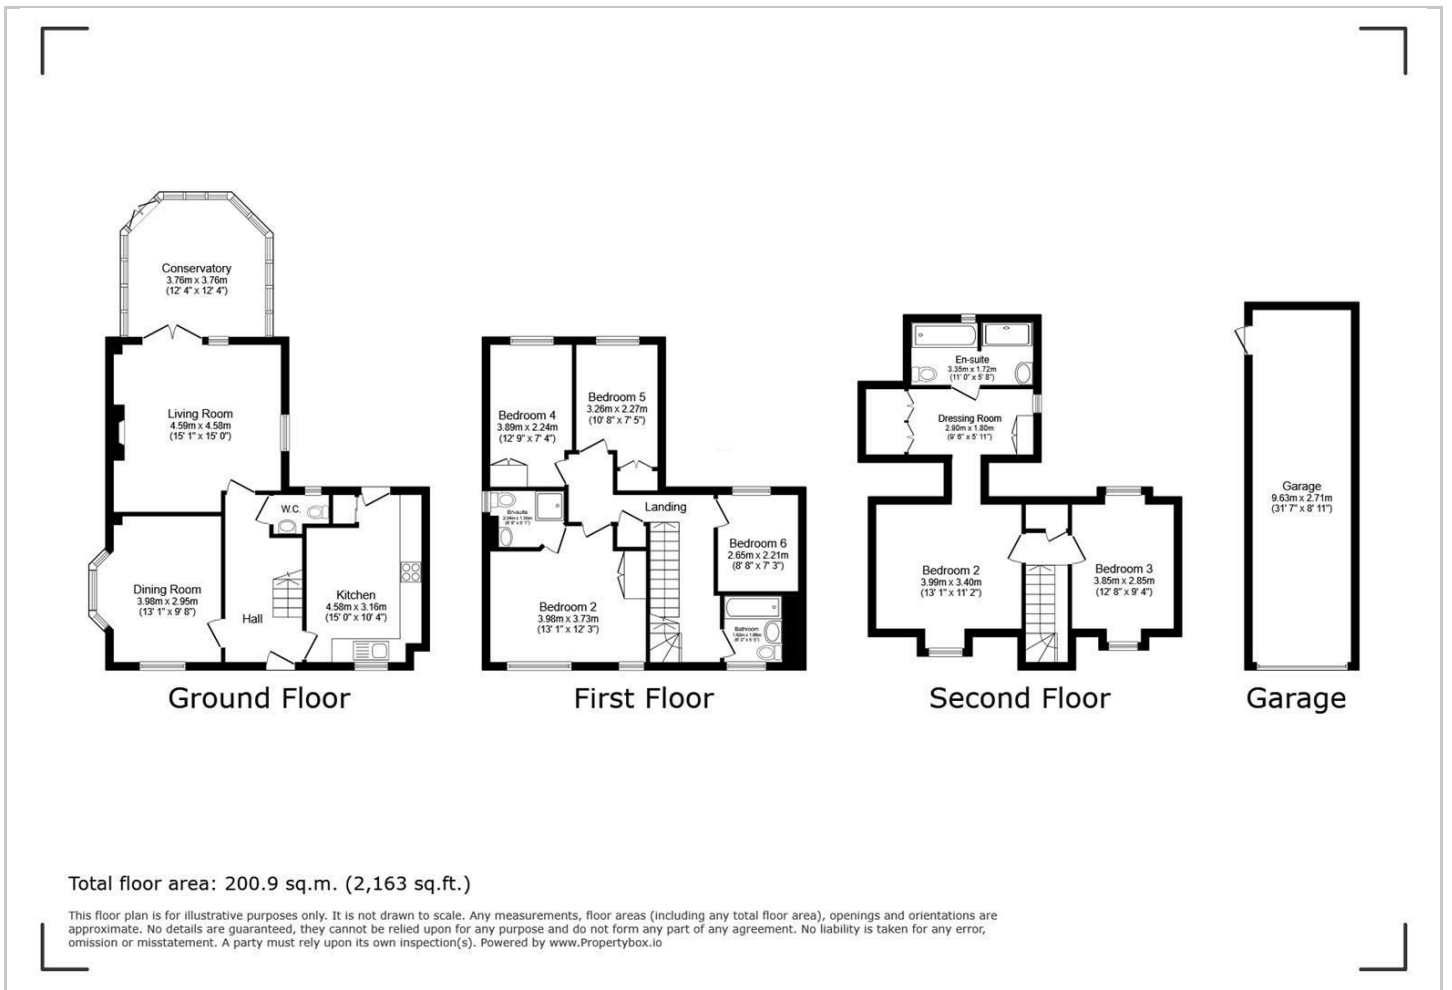 Conservatory
3.76m x 3.76m
(12' 4" x 12' 4")
Living Room
4.59m x 4.58m
(15' 1" x 15' 0")
W.C.
Dining Room
3.98m x 2.95m
(13' 1" x 9' 8")
Hall
Kitchen
4.58m x 3.16m
(15' 0" x 10' 4")
Ground Floor
Bedroom 4
3.89m x 2.24m
(12' 9" x 7' 4")
Bedroom 5
3.26m x 2.27m
(10' 8" x 7' 5")
En-suite
Landing
Bedroom 6
2.65m x 2.21m
(8' 8" x 7' 3")
Bedroom 2
3.98m x 3.73m
(13' 1" x 12' 3")
Bathroom
First Floor
En-suite
3.35m x 1.72m
(11' 0" x 5' 8")
Dressing Room
2.90m x 1.80m
(9' 6" x 5' 11")
Bedroom 2
3.99m x 3.40m
(13' 1" x 11' 2")
Bedroom 3
3.85m x 2.85m
(12' 8" x 9' 4")
Second Floor
Garage
9.63m x 2.71m
(31' 7" x 8' 11")
Garage
Total floor area: 200.9 sq.m. (2,163 sq.ft.)
This floor plan is for illustrative purposes only. It is not drawn to scale. Any measurements, floor areas (including any total floor area), openings and orientations are
approximate. No details are guaranteed, they cannot be relied upon for any purpose and do not form any part of any agreement. No liability is taken for any error,
omission or misstatement. A party must rely upon its own inspection(s). Powered by www.Propertybox.io